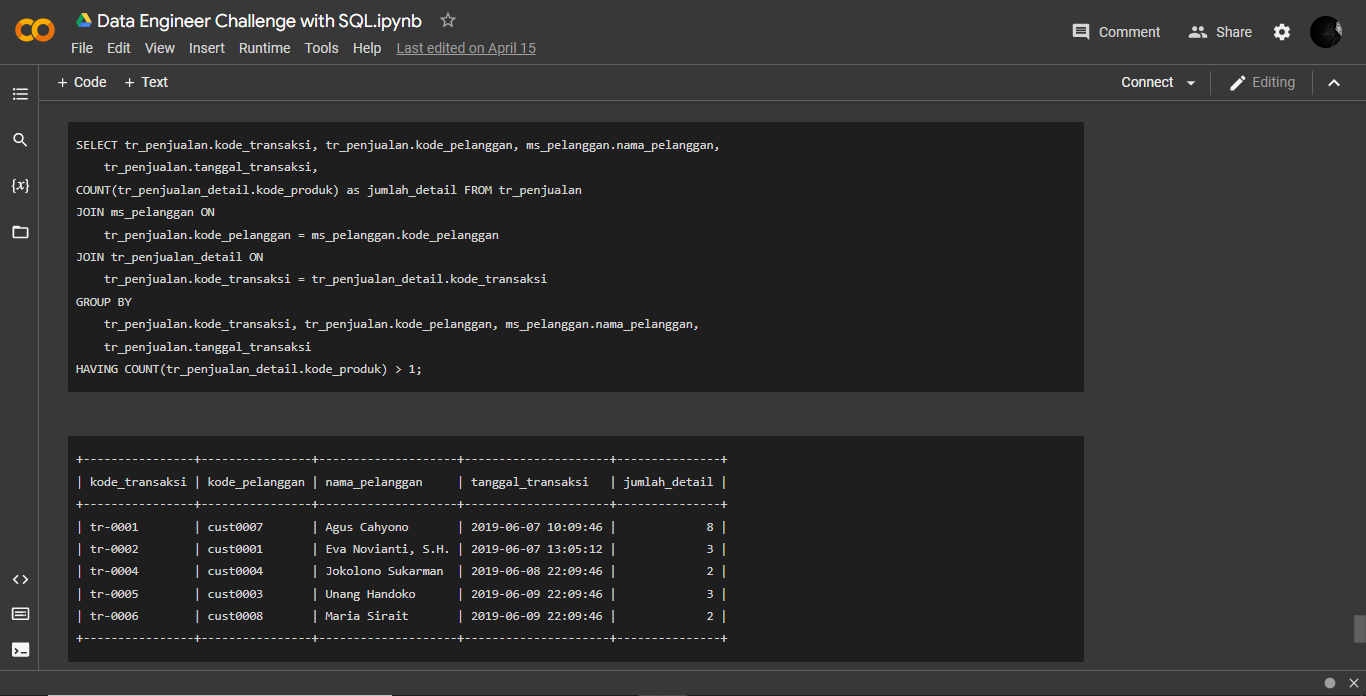 Data Engineer Challenge with SQL.ipynb
File Edit View Insert Runtime Tools Help Last edited on April 15
Comment Share
+ Code + Text
Connect Editing
{x}
SELECT tr_penjualan.kode_transaksi, tr_penjualan.kode_pelanggan, ms_pelanggan.nama_pelanggan,
    tr_penjualan.tanggal_transaksi,
COUNT(tr_penjualan_detail.kode_produk) as jumlah_detail FROM tr_penjualan
JOIN ms_pelanggan ON
    tr_penjualan.kode_pelanggan = ms_pelanggan.kode_pelanggan
JOIN tr_penjualan_detail ON
    tr_penjualan.kode_transaksi = tr_penjualan_detail.kode_transaksi
GROUP BY
    tr_penjualan.kode_transaksi, tr_penjualan.kode_pelanggan, ms_pelanggan.nama_pelanggan,
    tr_penjualan.tanggal_transaksi
HAVING COUNT(tr_penjualan_detail.kode_produk) > 1;
+----------------+----------------+--------------------+---------------------+---------------+
| kode_transaksi | kode_pelanggan | nama_pelanggan     | tanggal_transaksi   | jumlah_detail |
+----------------+----------------+--------------------+---------------------+---------------+
| tr-0001        | cust0007       | Agus Cahyono       | 2019-06-07 10:09:46 |             8 |
| tr-0002        | cust0001       | Eva Novianti, S.H. | 2019-06-07 13:05:12 |             3 |
| tr-0004        | cust0004       | Jokolono Sukarman  | 2019-06-08 22:09:46 |             2 |
| tr-0005        | cust0003       | Unang Handoko      | 2019-06-09 22:09:46 |             3 |
| tr-0006        | cust0008       | Maria Sirait       | 2019-06-09 22:09:46 |             2 |
+----------------+----------------+--------------------+---------------------+---------------+